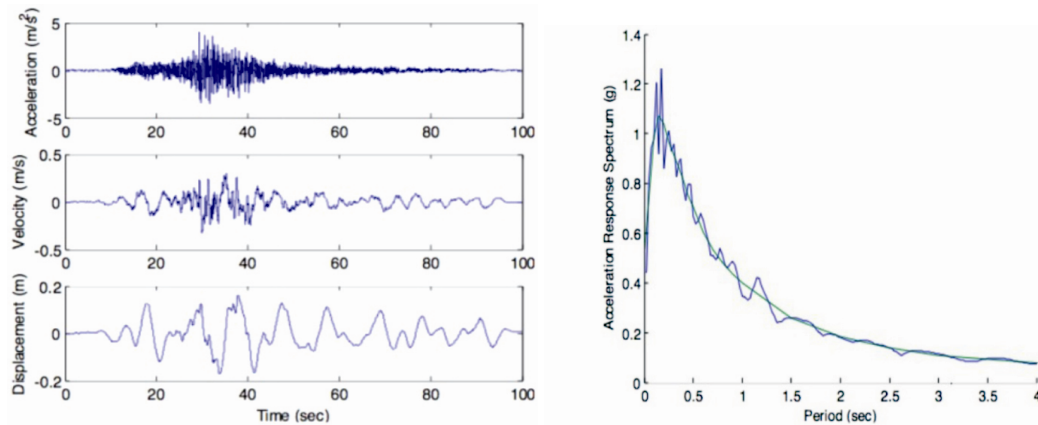 Acceleration (m/s²)
5
0
-5
0 20 40 60 80 100
Velocity (m/s)
0.5
0
-0.5
0 20 40 60 80 100
Displacement (m)
0.2
0
-0.2
0 20 40 60 80 100
Time (sec)
Acceleration Response Spectrum (g)
1.4
1.2
1
0.8
0.6
0.4
0.2
0
0 0.5 1 1.5 2 2.5 3 3.5 4
Period (sec)